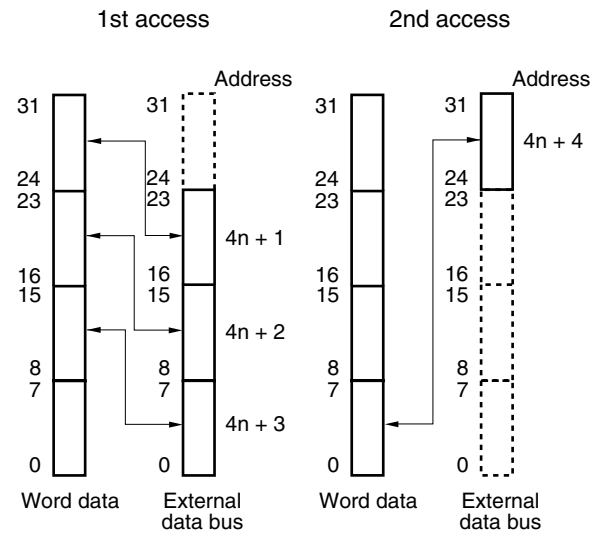 1st access
2nd access
Address
Address
31
24
23
16
15
8
7
0
31
24
23
16
15
8
7
0
4n + 1
4n + 2
4n + 3
Word data
External
data bus
31
24
23
16
15
8
7
0
31
24
23
16
15
8
7
0
4n + 4
Word data
External
data bus